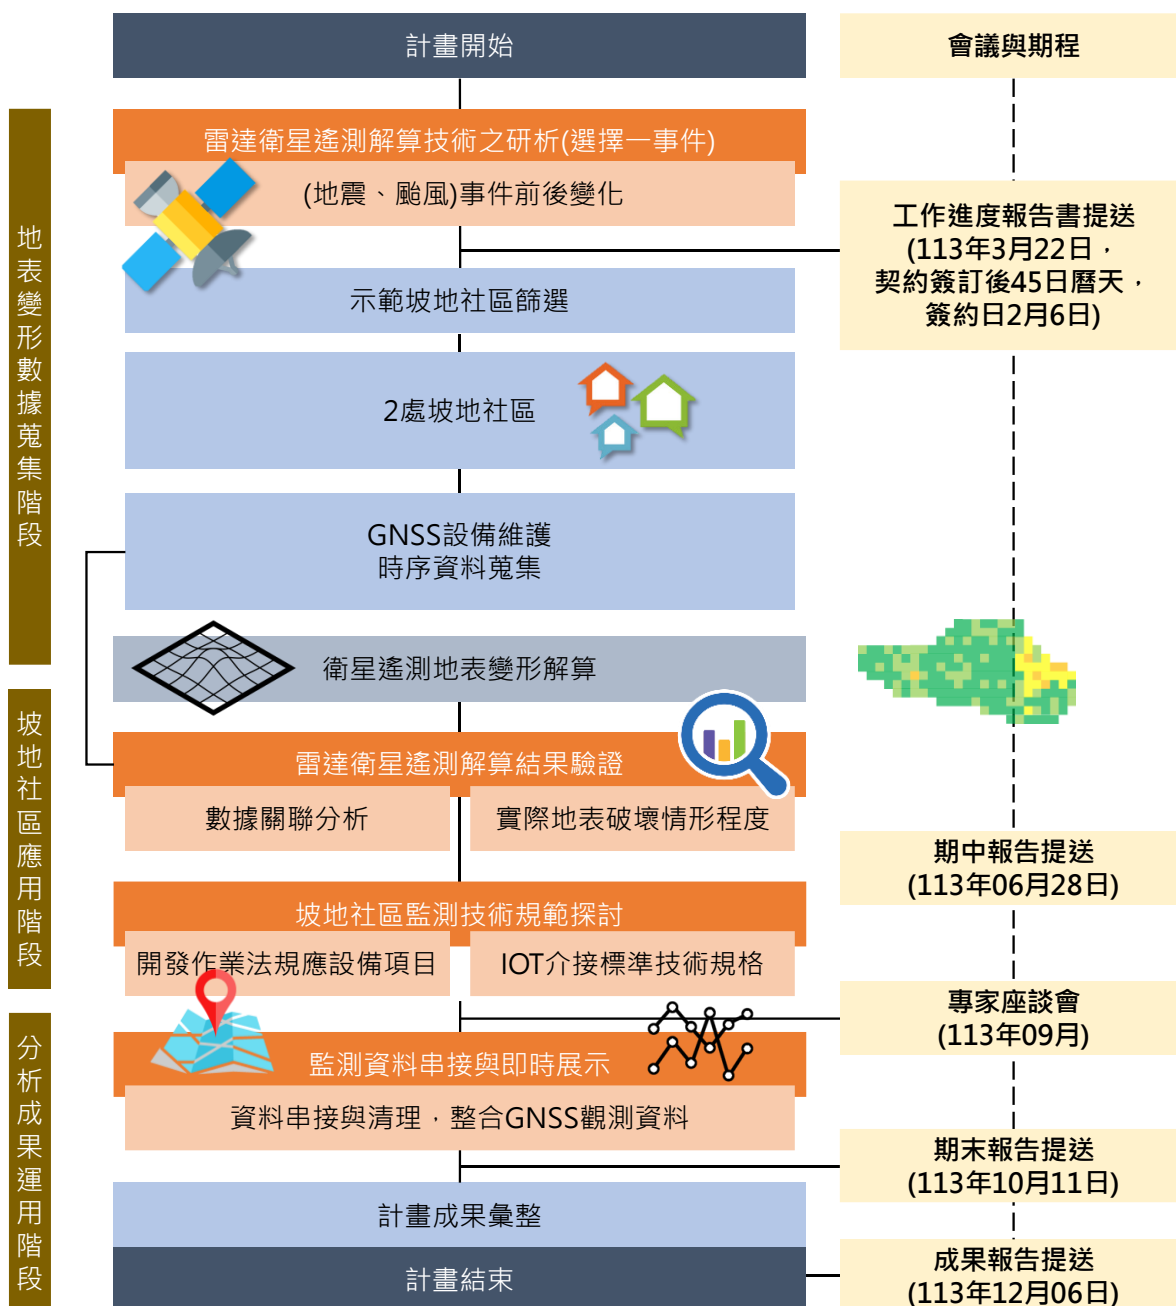 計畫開始
會議與期程
地表變形數據蒐集階段
雷達衛星遙測解算技術之研析(選擇一事件)
(地震、颱風)事件前後變化
工作進度報告書提送
(113年3月22日，
契約簽訂後45日曆天，
簽約日2月6日)
示範坡地社區篩選
2處坡地社區
GNSS設備維護
時序資料蒐集
衛星遙測地表變形解算
坡地社區應用階段
雷達衛星遙測解算結果驗證
數據關聯分析
實際地表破壞情形程度
期中報告提送
(113年06月28日)
坡地社區監測技術規範探討
開發作業法規應設備項目
IOT介接標準技術規格
專家座談會
(113年09月)
分析成果運用階段
監測資料串接與即時展示
資料串接與清理，整合GNSS觀測資料
期末報告提送
(113年10月11日)
計畫成果彙整
計畫結束
成果報告提送
(113年12月06日)